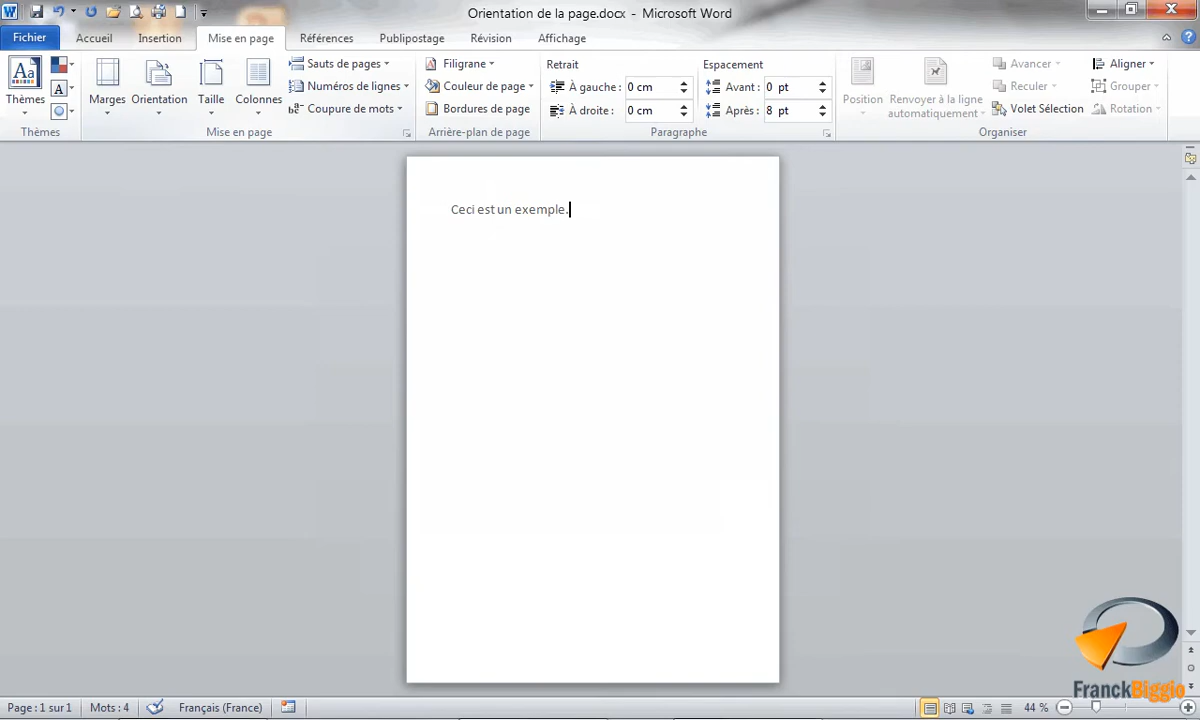 Orientation de la page.docx - Microsoft Word
Fichier Accueil Insertion Mise en page Références Publipostage Révision Affichage
Thèmes
Aa
A
Thèmes
Marges Orientation Taille Colonnes
Sauts de pages
Numéros de lignes
Coupure de mots
Mise en page
Filigrane
Couleur de page
Bordures de page
Arrière-plan de page
Retrait
À gauche : 0 cm
À droite : 0 cm
Espacement
Avant : 0 pt
Après : 8 pt
Paragraphe
Position
Renvoyer à la ligne
automatiquement
Avancer
Reculer
Volet Sélection
Aligner
Grouper
Rotation
Organiser
Ceci est un exemple.
FranckBiggio
Page : 1 sur 1 Mots : 4 Français (France) 44 %